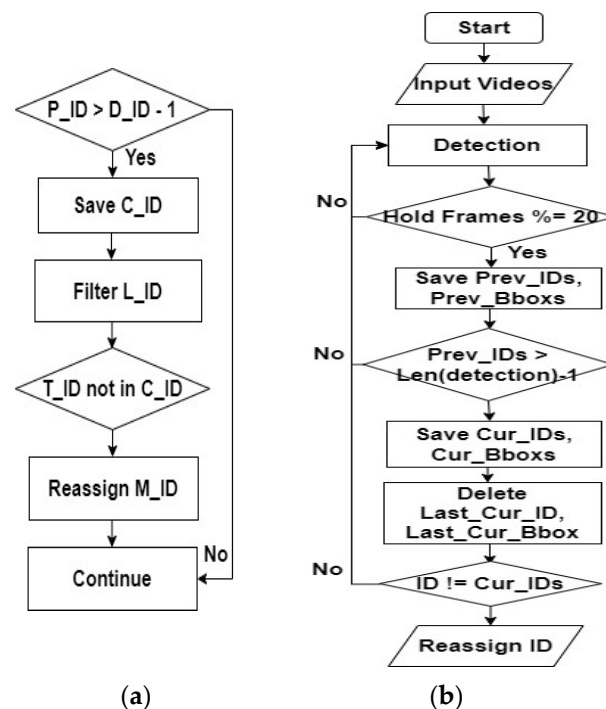 P_ID > D_ID - 1
Yes
Save C_ID
Filter L_ID
T_ID not in C_ID
Reassign M_ID
No
Continue
(a)
Start
Input Videos
Detection
No
Hold Frames %= 20
Yes
Save Prev_IDs,
Prev_Bboxs
No
Prev_IDs >
Len(detection)-1
Save Cur_IDs,
Cur_Bboxs
Delete
Last_Cur_ID,
Last_Cur_Bbox
No
ID != Cur_IDs
Reassign ID
(b)